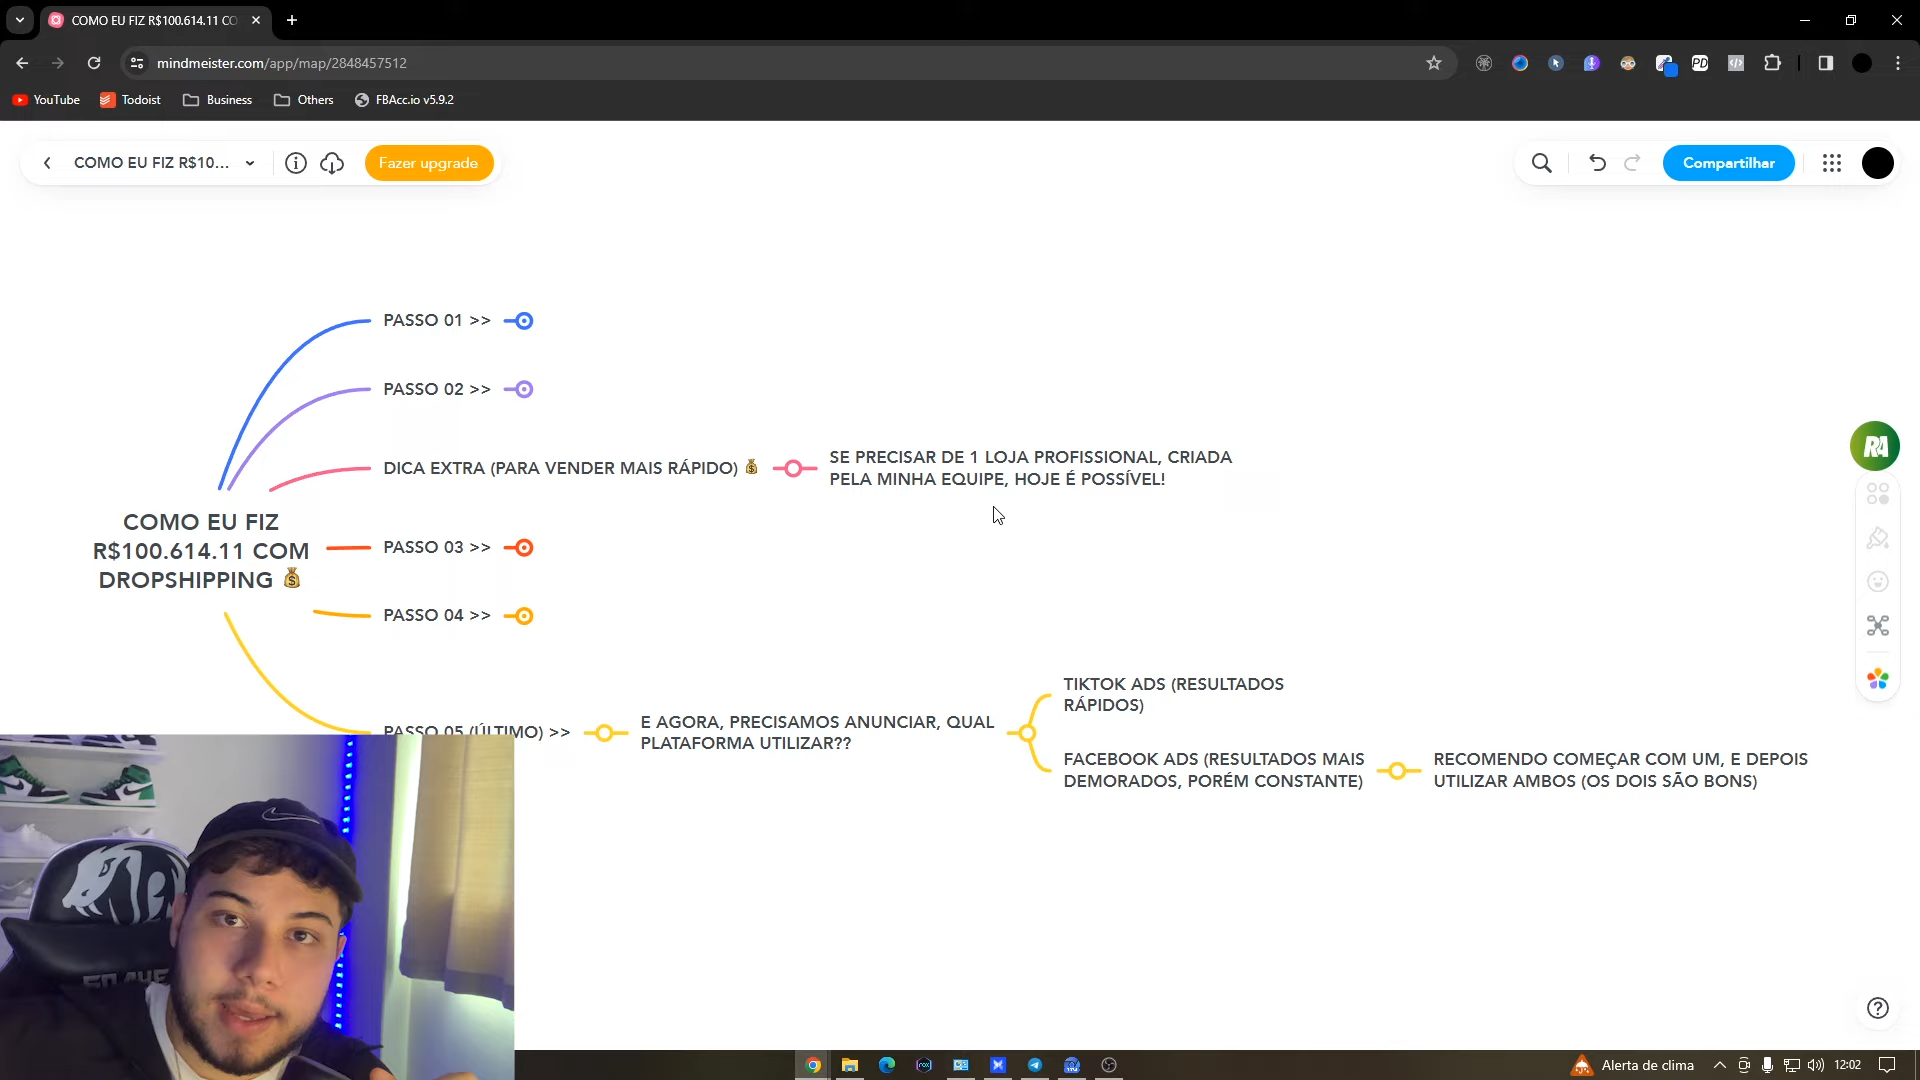 COMO EU FIZ R$100.614.11 CO
mindmeister.com/app/map/2848457512
YouTube
Todoist
Business
Others
FBAcc.io v5.9.2
COMO EU FIZ R$10...
Fazer upgrade
Compartilhar
PASSO 01 >>
PASSO 02 >>
DICA EXTRA (PARA VENDER MAIS RÁPIDO) 💰
SE PRECISAR DE 1 LOJA PROFISSIONAL, CRIADA
PELA MINHA EQUIPE, HOJE É POSSÍVEL!
COMO EU FIZ
R$100.614.11 COM
DROPSHIPPING 💰
PASSO 03 >>
PASSO 04 >>
PASSO 05 (ÚLTIMO) >>
E AGORA, PRECISAMOS ANUNCIAR, QUAL
PLATAFORMA UTILIZAR??
TIKTOK ADS (RESULTADOS
RÁPIDOS)
FACEBOOK ADS (RESULTADOS MAIS
DEMORADOS, PORÉM CONSTANTE)
RECOMENDO COMEÇAR COM UM, E DEPOIS
UTILIZAR AMBOS (OS DOIS SÃO BONS)
RA
PD
Alerta de clima
12:02